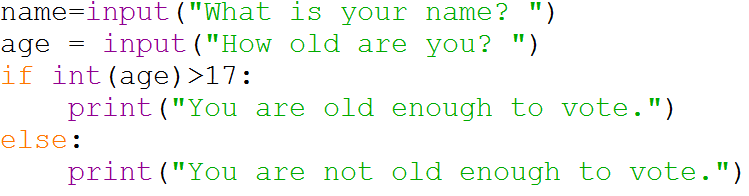 name=input("What is your name? ")
age = input("How old are you? ")
if int(age)>17:
    print("You are old enough to vote.")
else:
    print("You are not old enough to vote.")